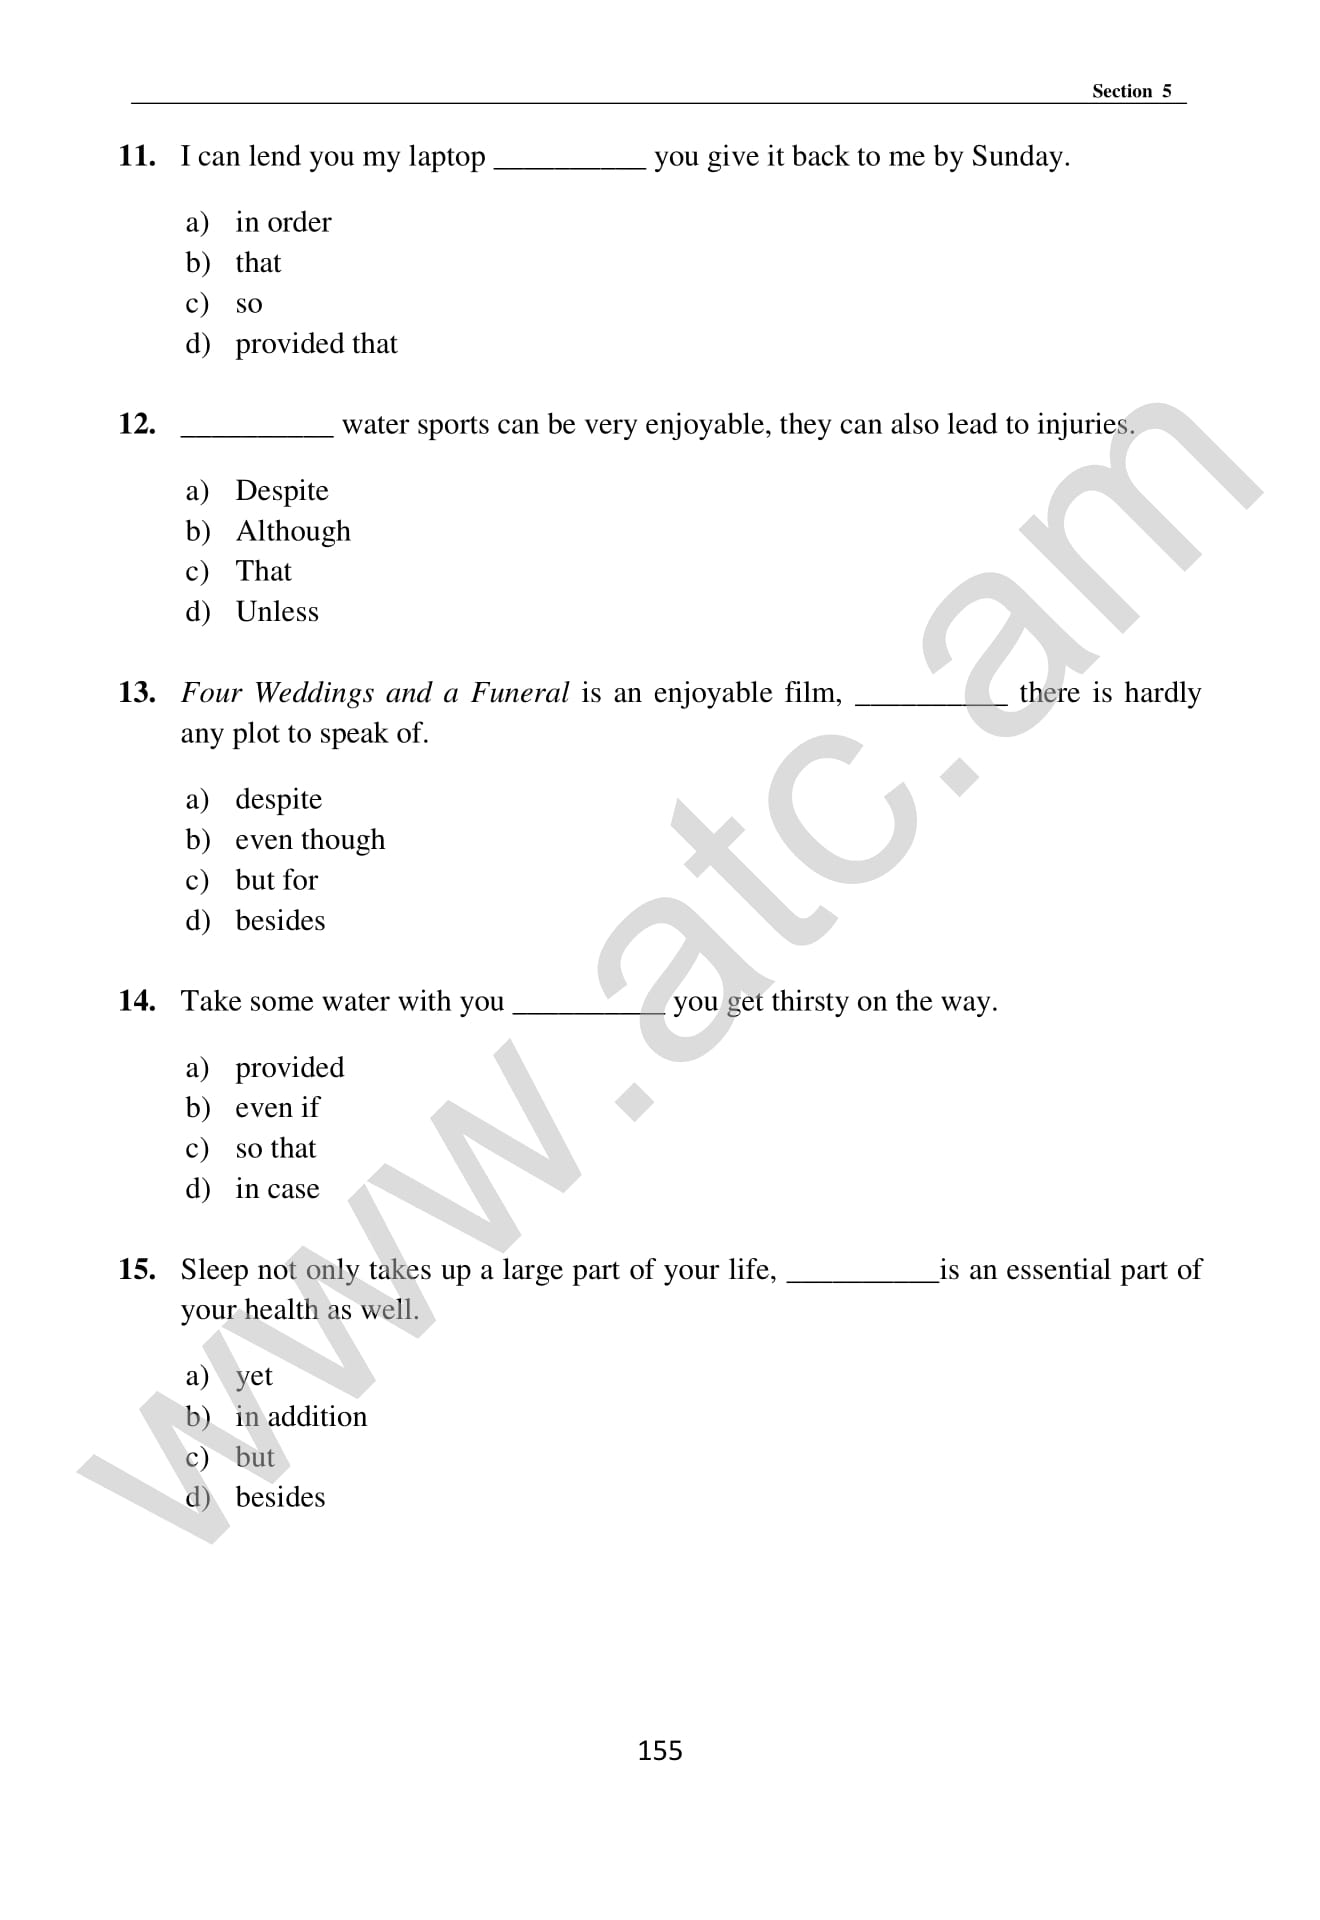 Section 5
11. I can lend you my laptop __________ you give it back to me by Sunday.
a) in order
b) that
c) so
d) provided that
12. __________ water sports can be very enjoyable, they can also lead to injuries.
a) Despite
b) Although
c) That
d) Unless
13. Four Weddings and a Funeral is an enjoyable film, __________ there is hardly
any plot to speak of.
a) despite
b) even though
c) but for
d) besides
14. Take some water with you __________ you get thirsty on the way.
a) provided
b) even if
c) so that
d) in case
15. Sleep not only takes up a large part of your life, __________is an essential part of
your health as well.
a) yet
b) in addition
c) but
d) besides
155
www.atc.am